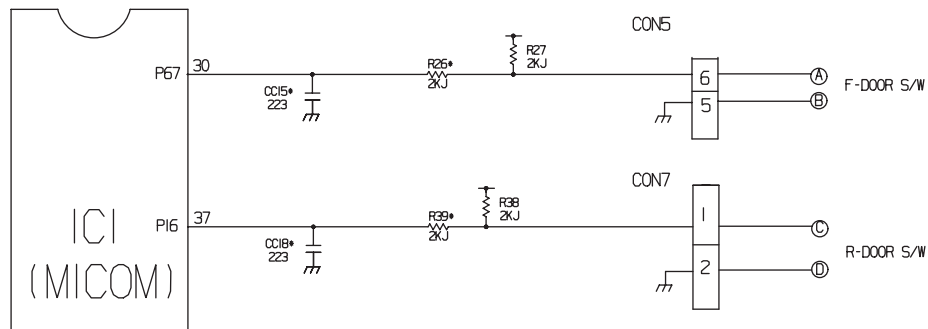 CON5
P67 30
R26*
2KJ
R27
2KJ
CC15*
223
6
5
A
B
F-DOOR S/W
CON7
P16 37
R39*
2KJ
R38
2KJ
CC18*
223
1
2
C
D
R-DOOR S/W
IC1
(MICOM)